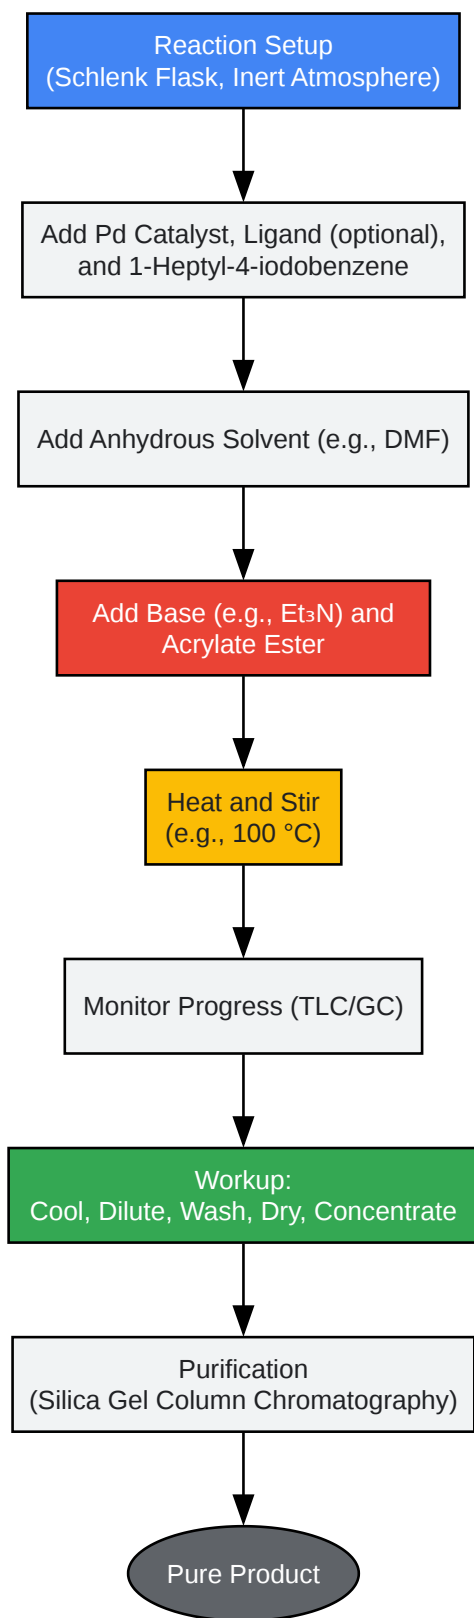 Reaction Setup
(Schlenk Flask, Inert Atmosphere)
Add Pd Catalyst, Ligand (optional),
and 1-Heptyl-4-iodobenzene
Add Anhydrous Solvent (e.g., DMF)
Add Base (e.g., Et₃N) and
Acrylate Ester
Heat and Stir
(e.g., 100 °C)
Monitor Progress (TLC/GC)
Workup:
Cool, Dilute, Wash, Dry, Concentrate
Purification
(Silica Gel Column Chromatography)
Pure Product